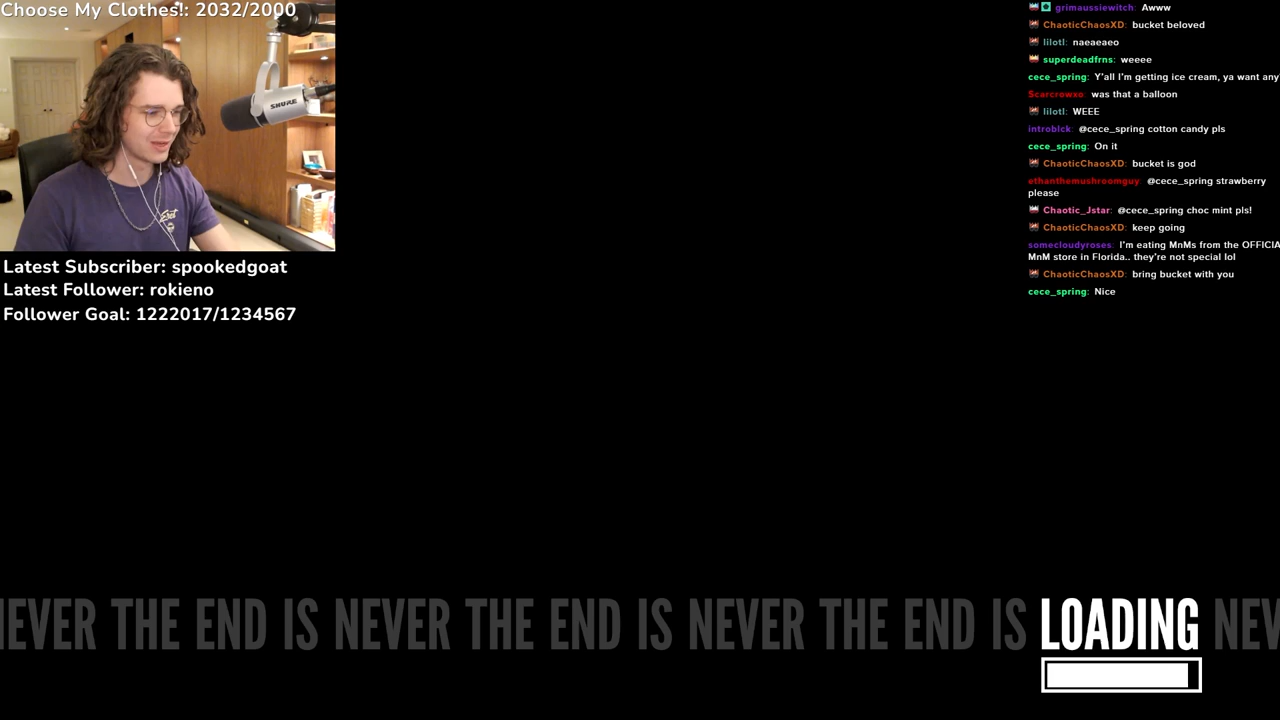 Choose My Clothes!: 2032/2000
SHURE
Latest Subscriber: spookedgoat
Latest Follower: rokieno
Follower Goal: 1222017/1234567
grimaussiewitch: Awww
ChaoticChaosXD: bucket beloved
lilotl: naeaeaeo
superdeadfrns: weeee
cece_spring: Y'all I'm getting ice cream, ya want any
Scarcrowxo: was that a balloon
lilotl: WEEE
introblck: @cece_spring cotton candy pls
cece_spring: On it
ChaoticChaosXD: bucket is god
ethanthemushroomguy: @cece_spring strawberry
please
Chaotic_Jstar: @cece_spring choc mint pls!
ChaoticChaosXD: keep going
somecloudyroses: I'm eating MnMs from the OFFICIA
MnM store in Florida.. they're not special lol
ChaoticChaosXD: bring bucket with you
cece_spring: Nice
NEVER THE END IS NEVER THE END IS NEVER THE END IS LOADING NEV